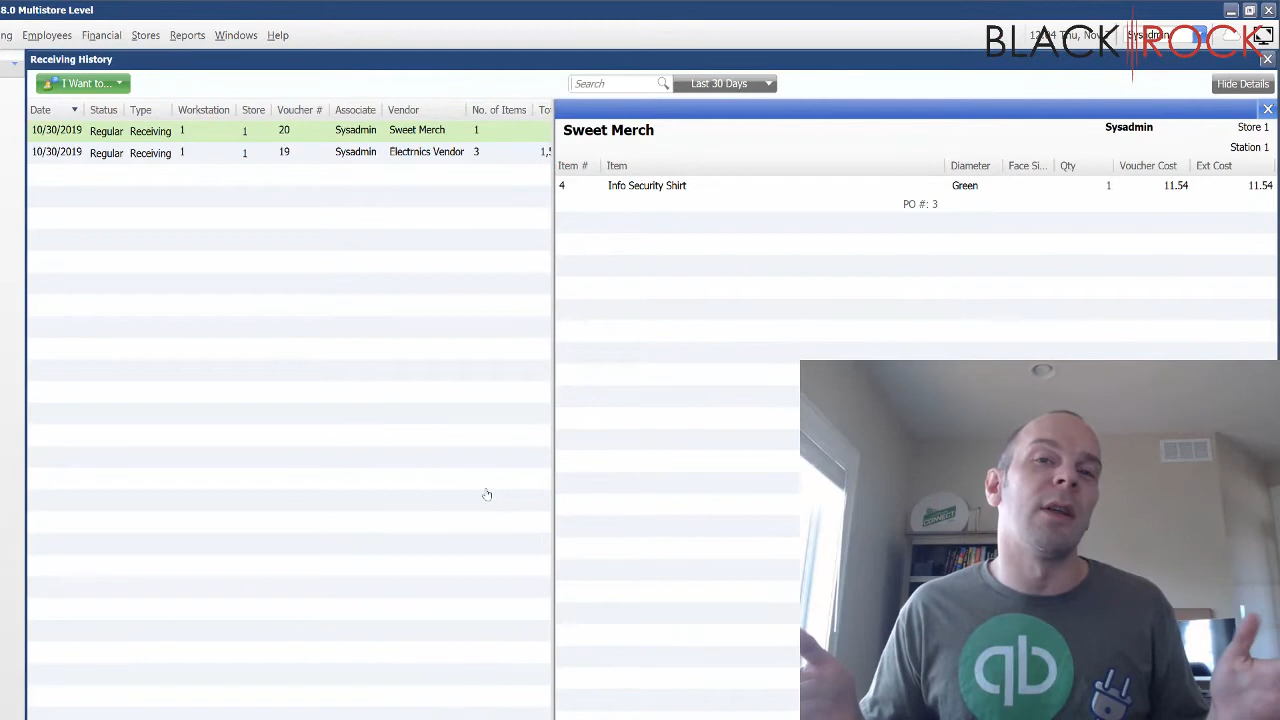 8.0 Multistore Level
Employees Financial Stores Reports Windows Help
Sysadmin
BLACK ROCK
Receiving History
I Want to... Search Last 30 Days Hide Details
Date Status Type Workstation Store Voucher # Associate Vendor No. of Items
10/30/2019 Regular Receiving 1 1 20 Sysadmin Sweet Merch 1
10/30/2019 Regular Receiving 1 1 19 Sysadmin Electrnics Vendor 3
Sweet Merch Sysadmin Store 1
Station 1
Item # Item Diameter Face Si... Qty Voucher Cost Ext Cost
4 Info Security Shirt Green 1 11.54 11.54
PO #: 3
CONNECT
qb